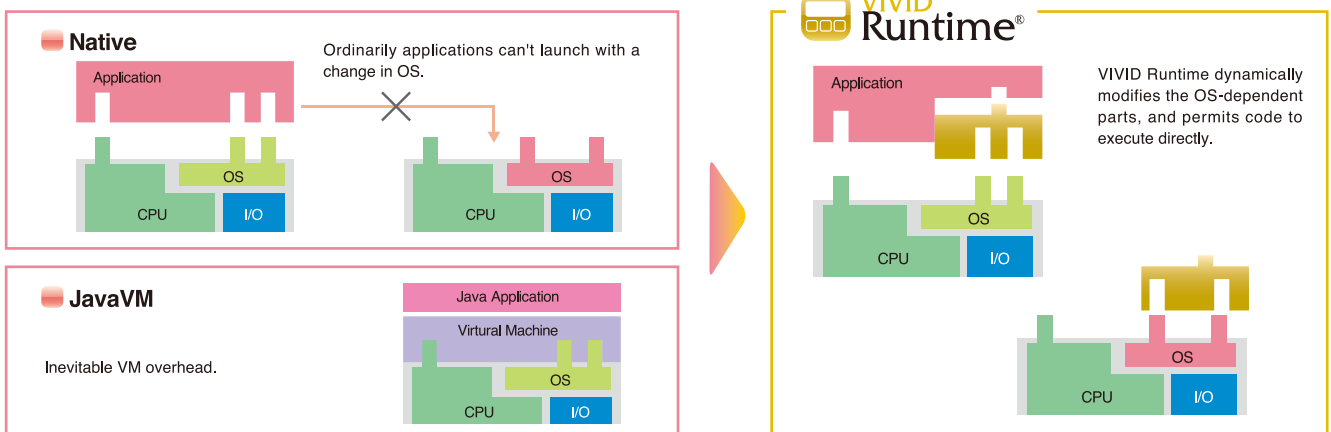 Native
Ordinarily applications can't launch with a
change in OS.
Application
OS
CPU
I/O
OS
CPU
I/O
JavaVM
Inevitable VM overhead.
Java Application
Virtural Machine
OS
CPU
I/O
VIVID
Runtime®
Application
VIVID Runtime dynamically
modifies the OS-dependent
parts, and permits code to
execute directly.
OS
CPU
I/O
OS
CPU
I/O